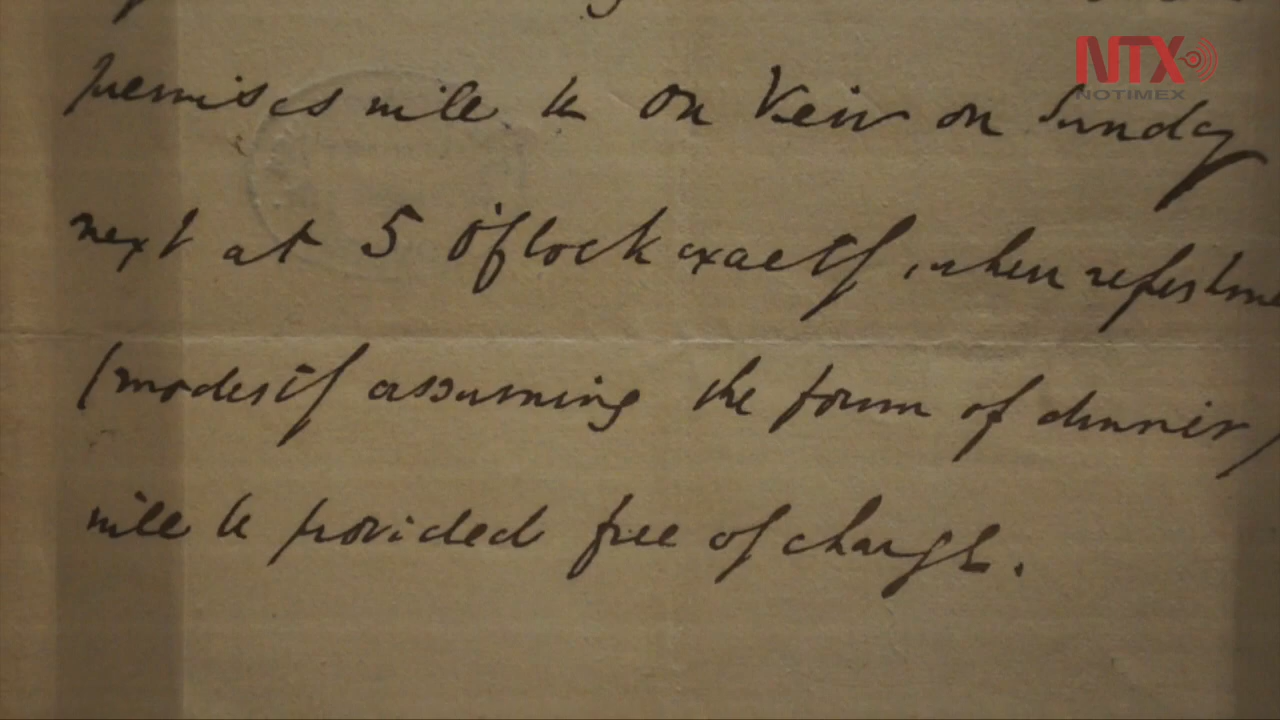 NTX
NOTIMEX
premises will be on View on Sunday
next at 5 O'Clock exactly, when refreshme
(modestly assuming the form of dinner)
will be provided free of charge.